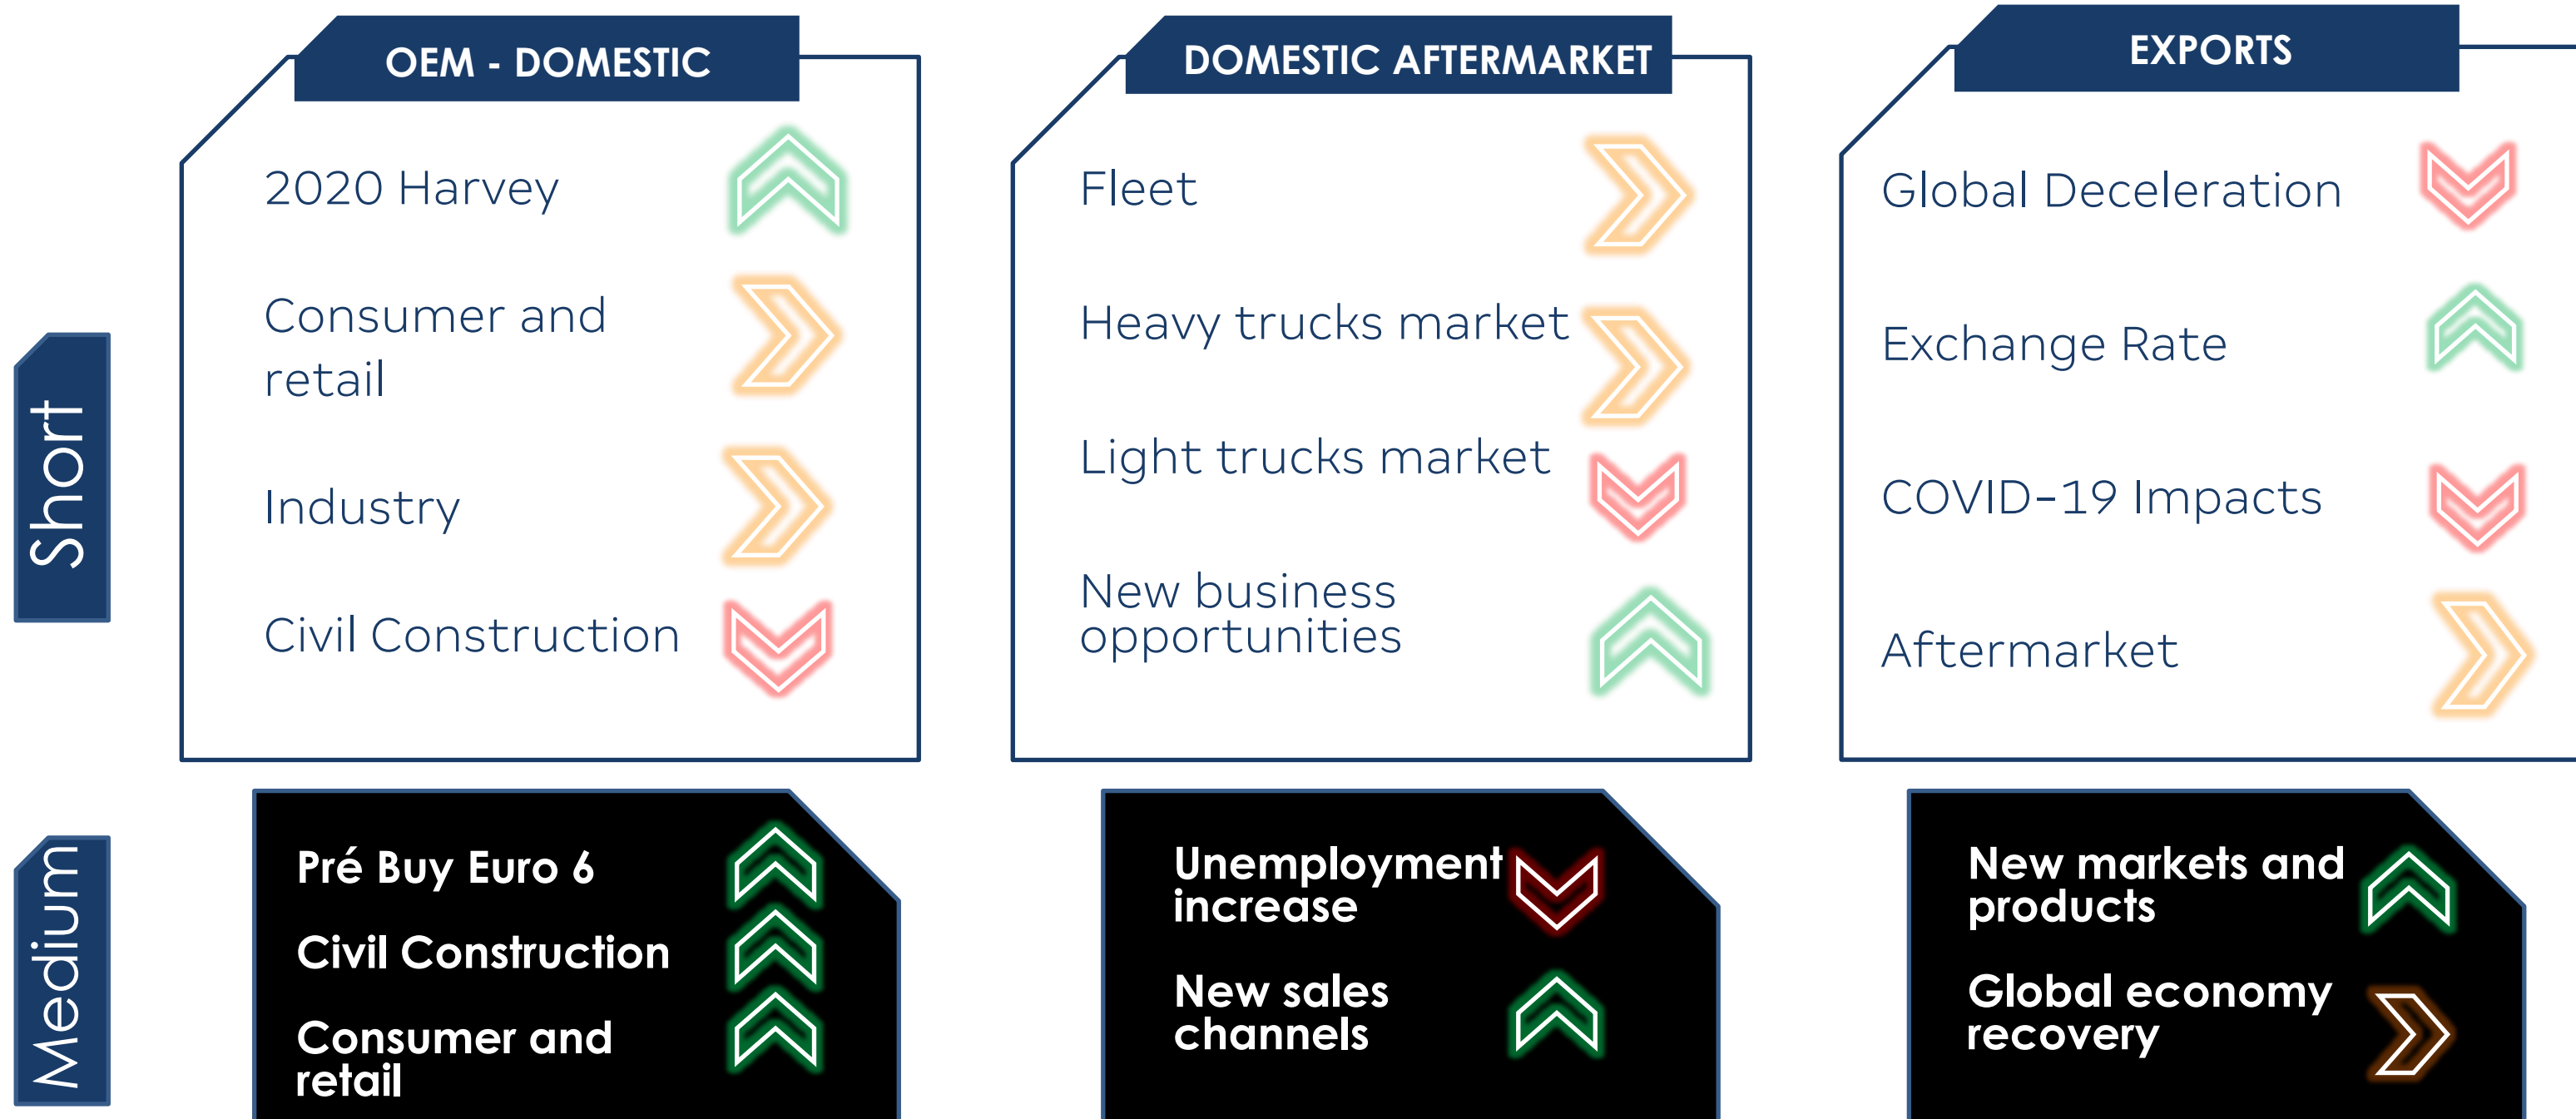 OEM - DOMESTIC
DOMESTIC AFTERMARKET
EXPORTS
Short
2020 Harvey
Consumer and
retail
Industry
Civil Construction
Fleet
Heavy trucks market
Light trucks market
New business
opportunities
Global Deceleration
Exchange Rate
COVID-19 Impacts
Aftermarket
Medium
Pré Buy Euro 6
Civil Construction
Consumer and
retail
Unemployment
increase
New sales
channels
New markets and
products
Global economy
recovery